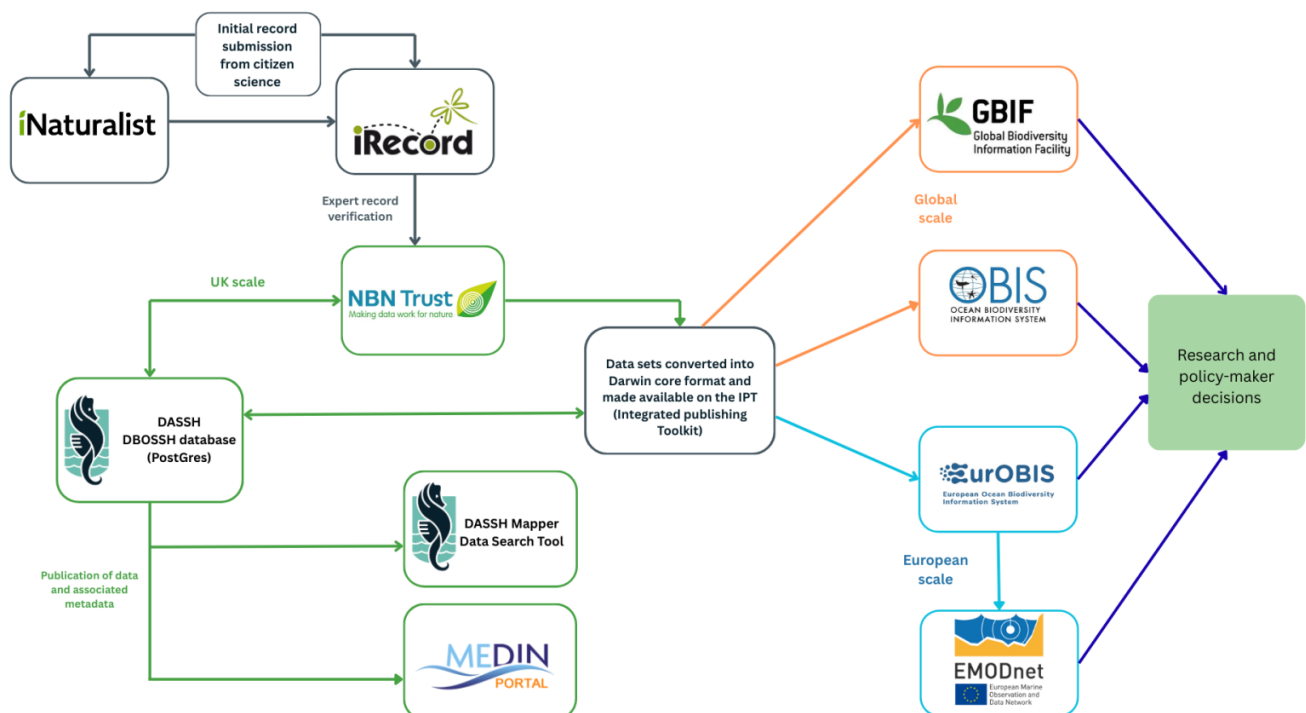 Initial record
submission
from citizen
science
iNaturalist
iRecord
Expert record
verification
UK scale
NBN Trust
Making data work for nature
DASSH
DBOSSH database
(PostGres)
Data sets converted into
Darwin core format and
made available on the IPT
(Integrated publishing
Toolkit)
DASSH Mapper
Data Search Tool
Publication of data
and associated
metadata
MEDIN
PORTAL
GBIF
Global Biodiversity
Information Facility
Global
scale
OBIS
OCEAN BIODIVERSITY
INFORMATION SYSTEM
EurOBIS
European Ocean Biodiversity
Information System
European
scale
EMODnet
European Marine
Observation and
Data Network
Research and
policy-maker
decisions